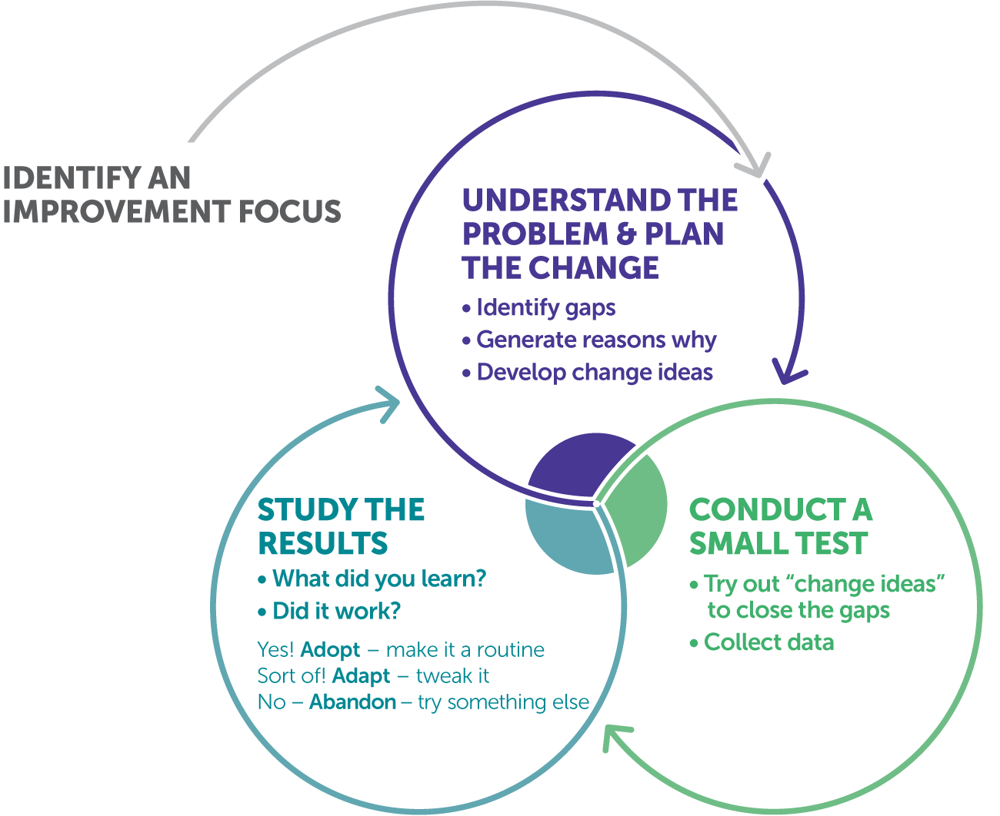 IDENTIFY AN
IMPROVEMENT FOCUS
UNDERSTAND THE
PROBLEM & PLAN
THE CHANGE
• Identify gaps
• Generate reasons why
• Develop change ideas
CONDUCT A
SMALL TEST
• Try out “change ideas”
to close the gaps
• Collect data
STUDY THE
RESULTS
• What did you learn?
• Did it work?
Yes! Adopt – make it a routine
Sort of! Adapt – tweak it
No – Abandon – try something else